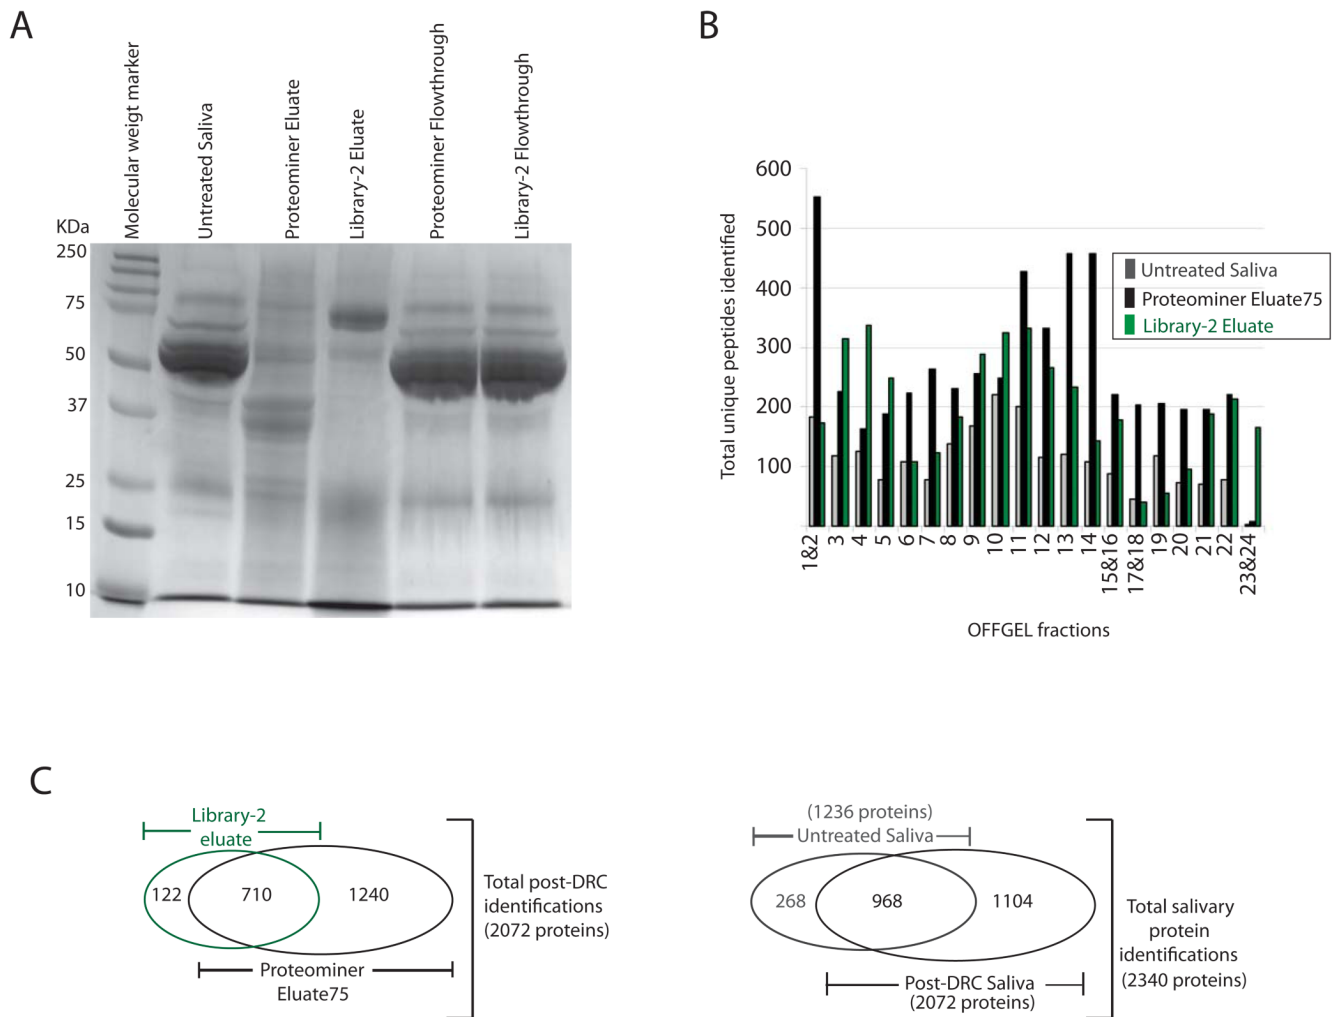 A
Molecular weigt marker
Untreated Saliva
Proteominer Eluate
Library-2 Eluate
Proteominer Flowthrough
Library-2 Flowthrough
KDa
250
75
50
37
25
15
10
B
Total unique peptides identified
600
500
400
300
200
100
Untreated Saliva
Proteominer Eluate75
Library-2 Eluate
1&2
3
4
5
6
7
8
9
10
11
12
13
14
15&16
17&18
19
20
21
22
23&24
OFFGEL fractions
C
Library-2
eluate
122
710
1240
Proteominer
Eluate75
Total post-DRC
identifications
(2072 proteins)
(1236 proteins)
Untreated Saliva
268
968
1104
Post-DRC Saliva
(2072 proteins)
Total salivary
protein
identifications
(2340 proteins)